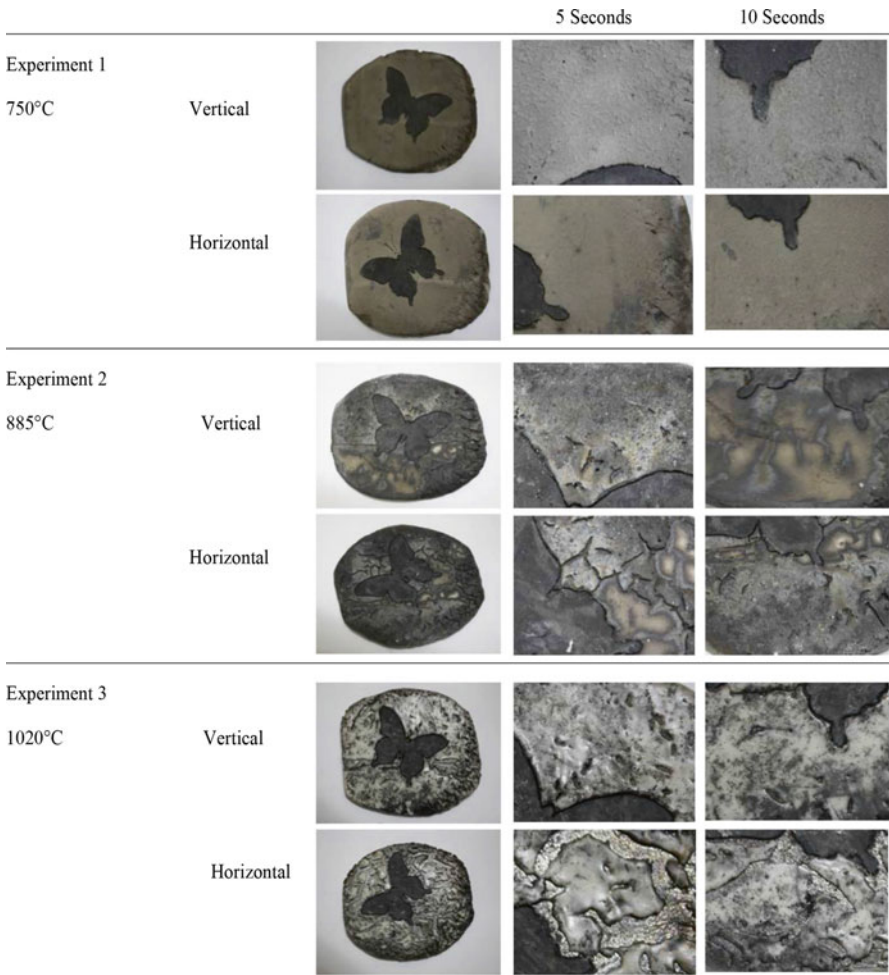 5 Seconds 10 Seconds
Experiment 1
750°C Vertical
Horizontal
Experiment 2
885°C Vertical
Horizontal
Experiment 3
1020°C Vertical
Horizontal